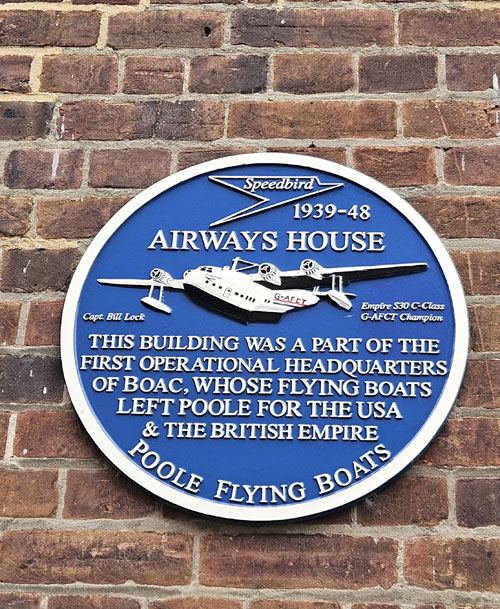 Speedbird
1939-48
AIRWAYS HOUSE
G-AFCT
Capt. Bill Lock
Empire S30 C-Class
G-AFCT Champion
THIS BUILDING WAS A PART OF THE
FIRST OPERATIONAL HEADQUARTERS
OF BOAC, WHOSE FLYING BOATS
LEFT POOLE FOR THE USA
& THE BRITISH EMPIRE
POOLE FLYING BOATS